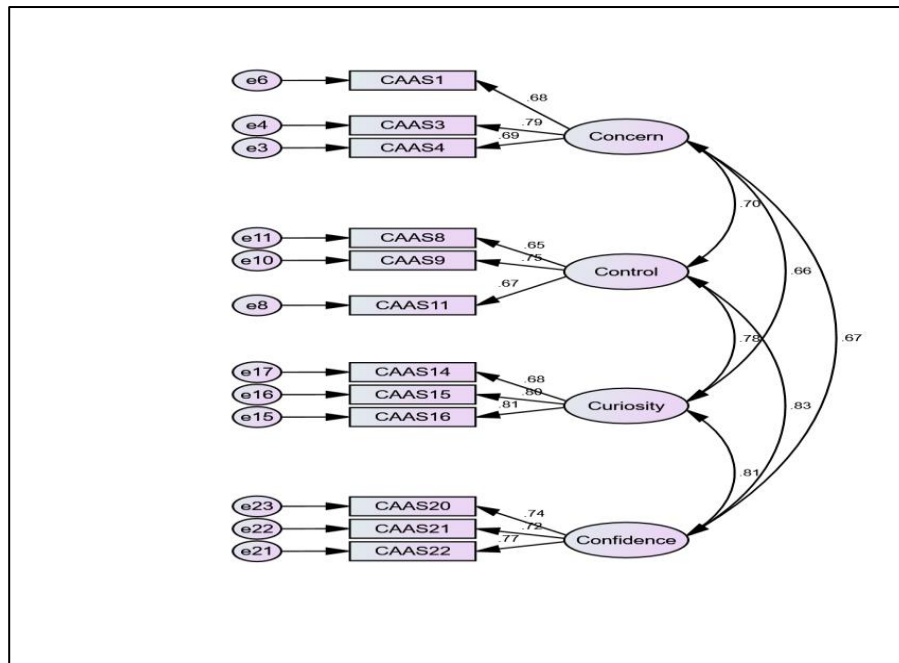 e6 CAAS1
.68
e4 CAAS3 .79 Concern
e3 CAAS4 .69
.70
e11 CAAS8 .65
e10 CAAS9 .75 Control .66
e8 CAAS11 .67
.78 .67
e17 CAAS14 .68
e16 CAAS15 .80 Curiosity .83
e15 CAAS16 .81
.81
e23 CAAS20 .74
e22 CAAS21 .72 Confidence
e21 CAAS22 .77